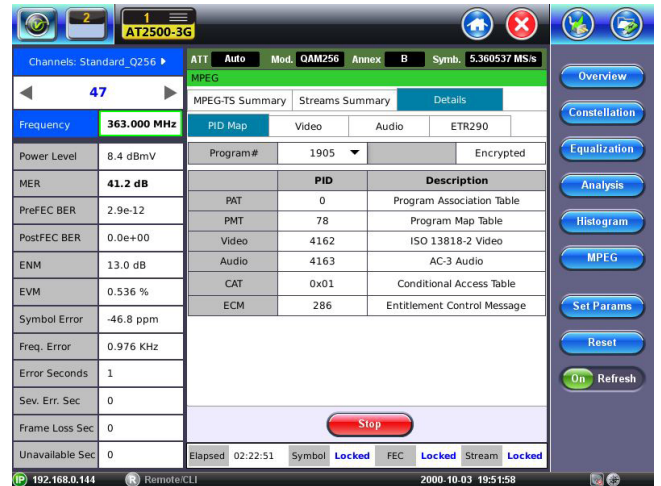 2
1
AT2500-3G
Channels: Standard_Q256
47
Frequency 363.000 MHz
Power Level 8.4 dBmV
MER 41.2 dB
PreFEC BER 2.9e-12
PostFEC BER 0.0e+00
ENM 13.0 dB
EVM 0.536 %
Symbol Error -46.8 ppm
Freq. Error 0.976 KHz
Error Seconds 1
Sev. Err. Sec 0
Frame Loss Sec 0
Unavailable Sec 0
ATT Auto Mod. QAM256 Annex B Symb. 5.360537 MS/s
MPEG
MPEG-TS Summary Streams Summary Details
PID Map Video Audio ETR290
Program# 1905 Encrypted
PID Description
PAT 0 Program Association Table
PMT 78 Program Map Table
Video 4162 ISO 13818-2 Video
Audio 4163 AC-3 Audio
CAT 0x01 Conditional Access Table
ECM 286 Entitlement Control Message
Stop
Elapsed 02:22:51 Symbol Locked FEC Locked Stream Locked
Overview
Constellation
Equalization
Analysis
Histogram
MPEG
Set Params
Reset
On Refresh
IP 192.168.0.144 R Remote/CLI 2000-10-03 19:51:58